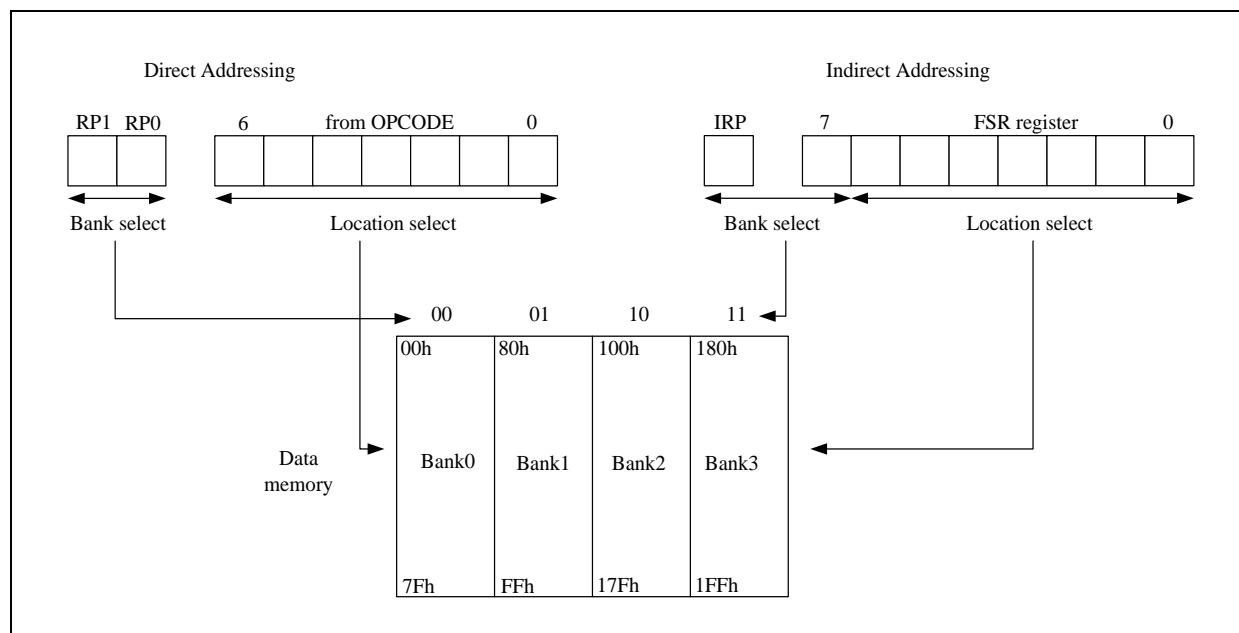 Direct Addressing
Indirect Addressing
RP1 RP0 6 from OPCODE 0
IRP 7 FSR register 0
Bank select Location select
Bank select Location select
00 01 10 11
00h 80h 100h 180h
Data
memory
Bank0 Bank1 Bank2 Bank3
7Fh FFh 17Fh 1FFh